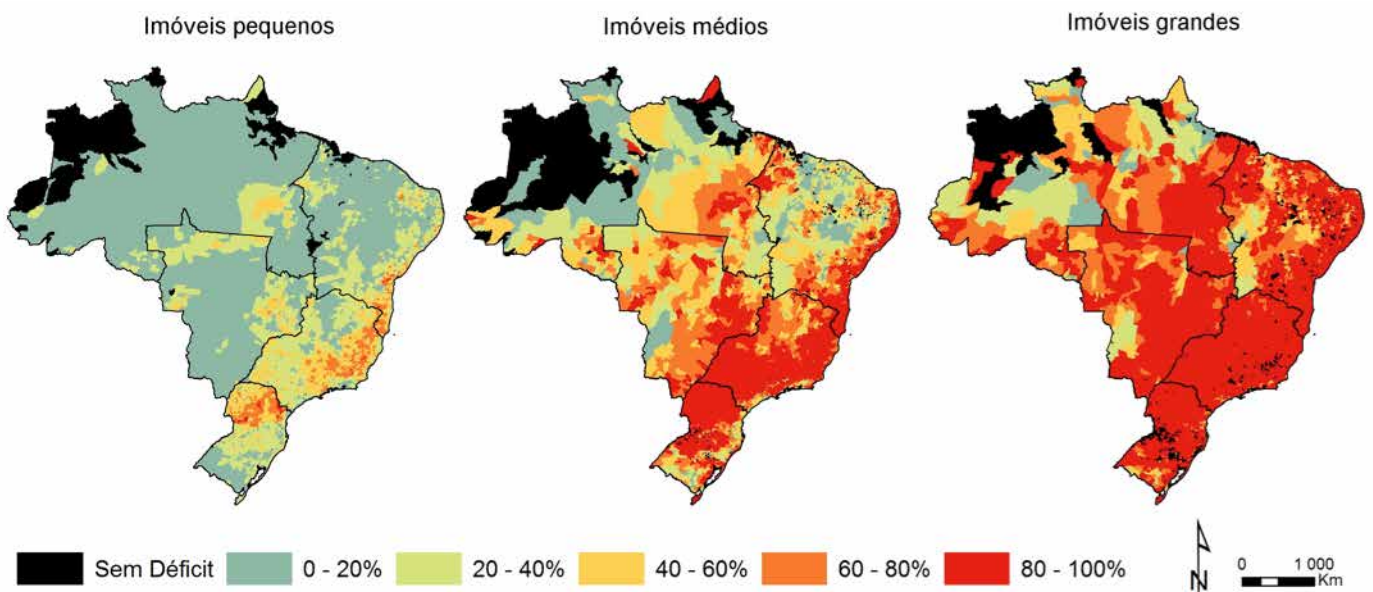 Imóveis pequenos
Imóveis médios
Imóveis grandes
Sem Déficit
0 - 20%
20 - 40%
40 - 60%
60 - 80%
80 - 100%
N
0 1 000
Km